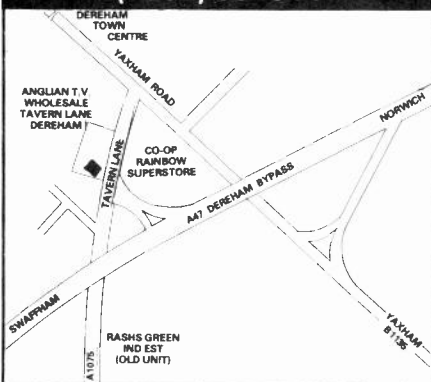 DEREHAM
TOWN
CENTRE
YAXHAM ROAD
ANGLIAN T.V.
WHOLESALE
TAVERN LANE
DEREHAM
NORWICH
CO-OP
RAINBOW
SUPERSTORE
TAVERN LANE
A47 DEREHAM BYPASS
SWAFFHAM
YAXHAM
B1135
RASHS GREEN
IND EST
(OLD UNIT)
A1075